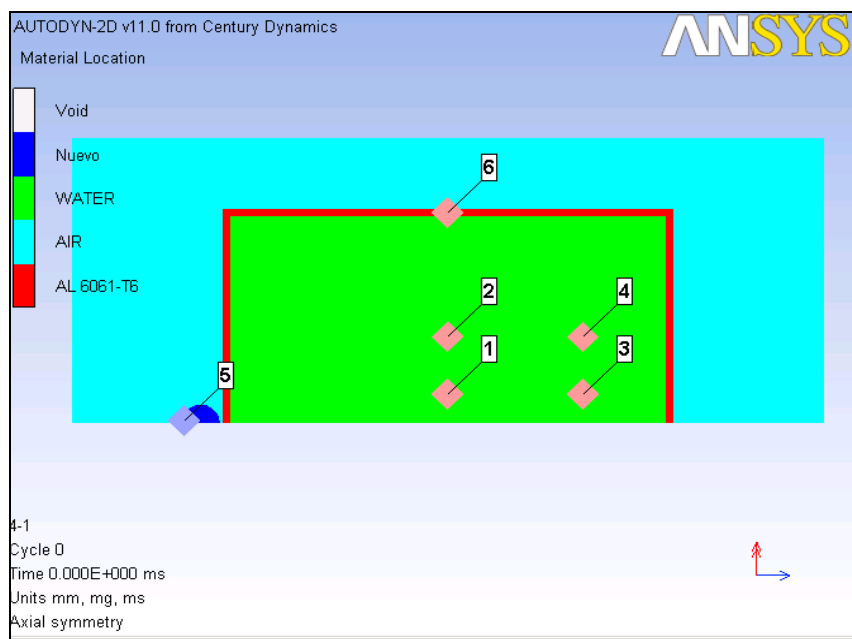 AUTODYN-2D v11.0 from Century Dynamics
ANSYS
Material Location
Void
Nuevo
WATER
AIR
AL 6061-T6
6
2
4
1
3
5
4-1
Cycle 0
Time 0.000E+000 ms
Units mm, mg, ms
Axial symmetry